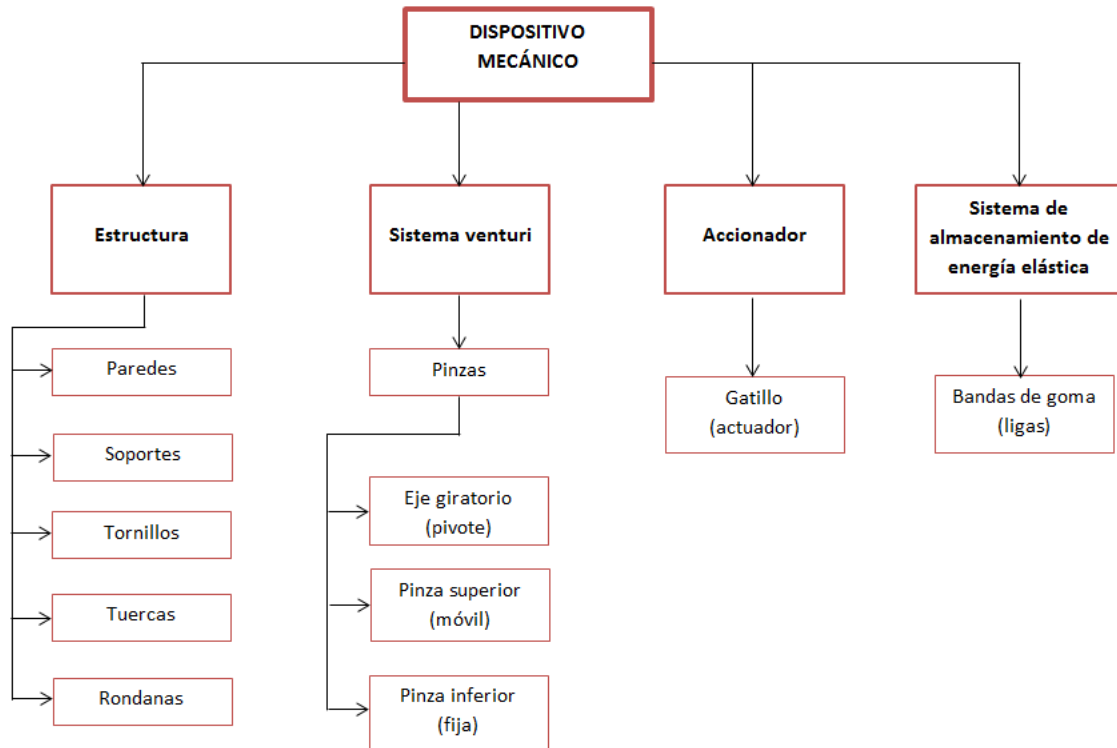 DISPOSITIVO
MECÁNICO
Estructura
Sistema venturi
Accionador
Sistema de
almacenamiento de
energía elástica
Paredes
Soportes
Tornillos
Tuercas
Rondanas
Pinzas
Eje giratorio
(pivote)
Pinza superior
(móvil)
Pinza inferior
(fija)
Gatillo
(actuador)
Bandas de goma
(ligas)